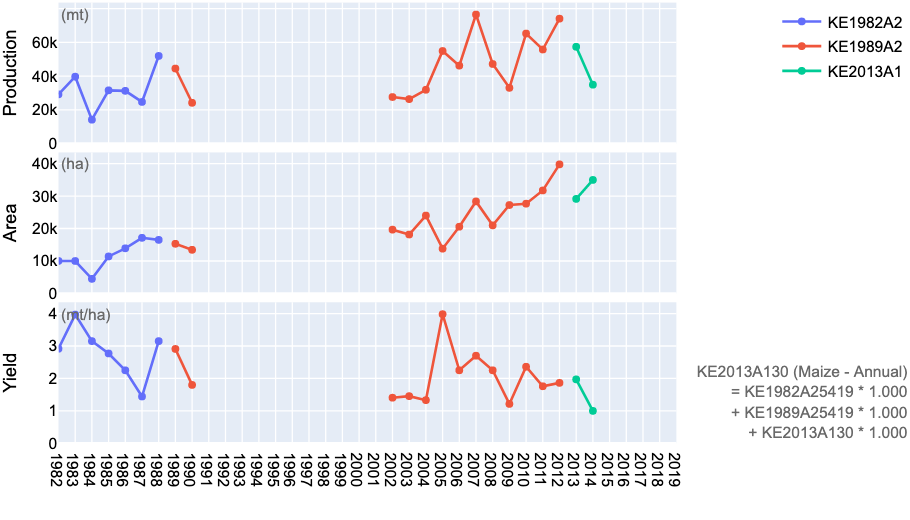 (mt)
Production
60k
40k
20k
0
KE1982A2
KE1989A2
KE2013A1
(ha)
Area
40k
30k
20k
10k
0
(mt/ha)
Yield
4
3
2
1
0
KE2013A130 (Maize - Annual)
= KE1982A25419 * 1.000
+ KE1989A25419 * 1.000
+ KE2013A130 * 1.000
1982
1983
1984
1985
1986
1987
1988
1989
1990
1991
1992
1993
1994
1995
1996
1997
1998
1999
2000
2001
2002
2003
2004
2005
2006
2007
2008
2009
2010
2011
2012
2013
2014
2015
2016
2017
2018
2019